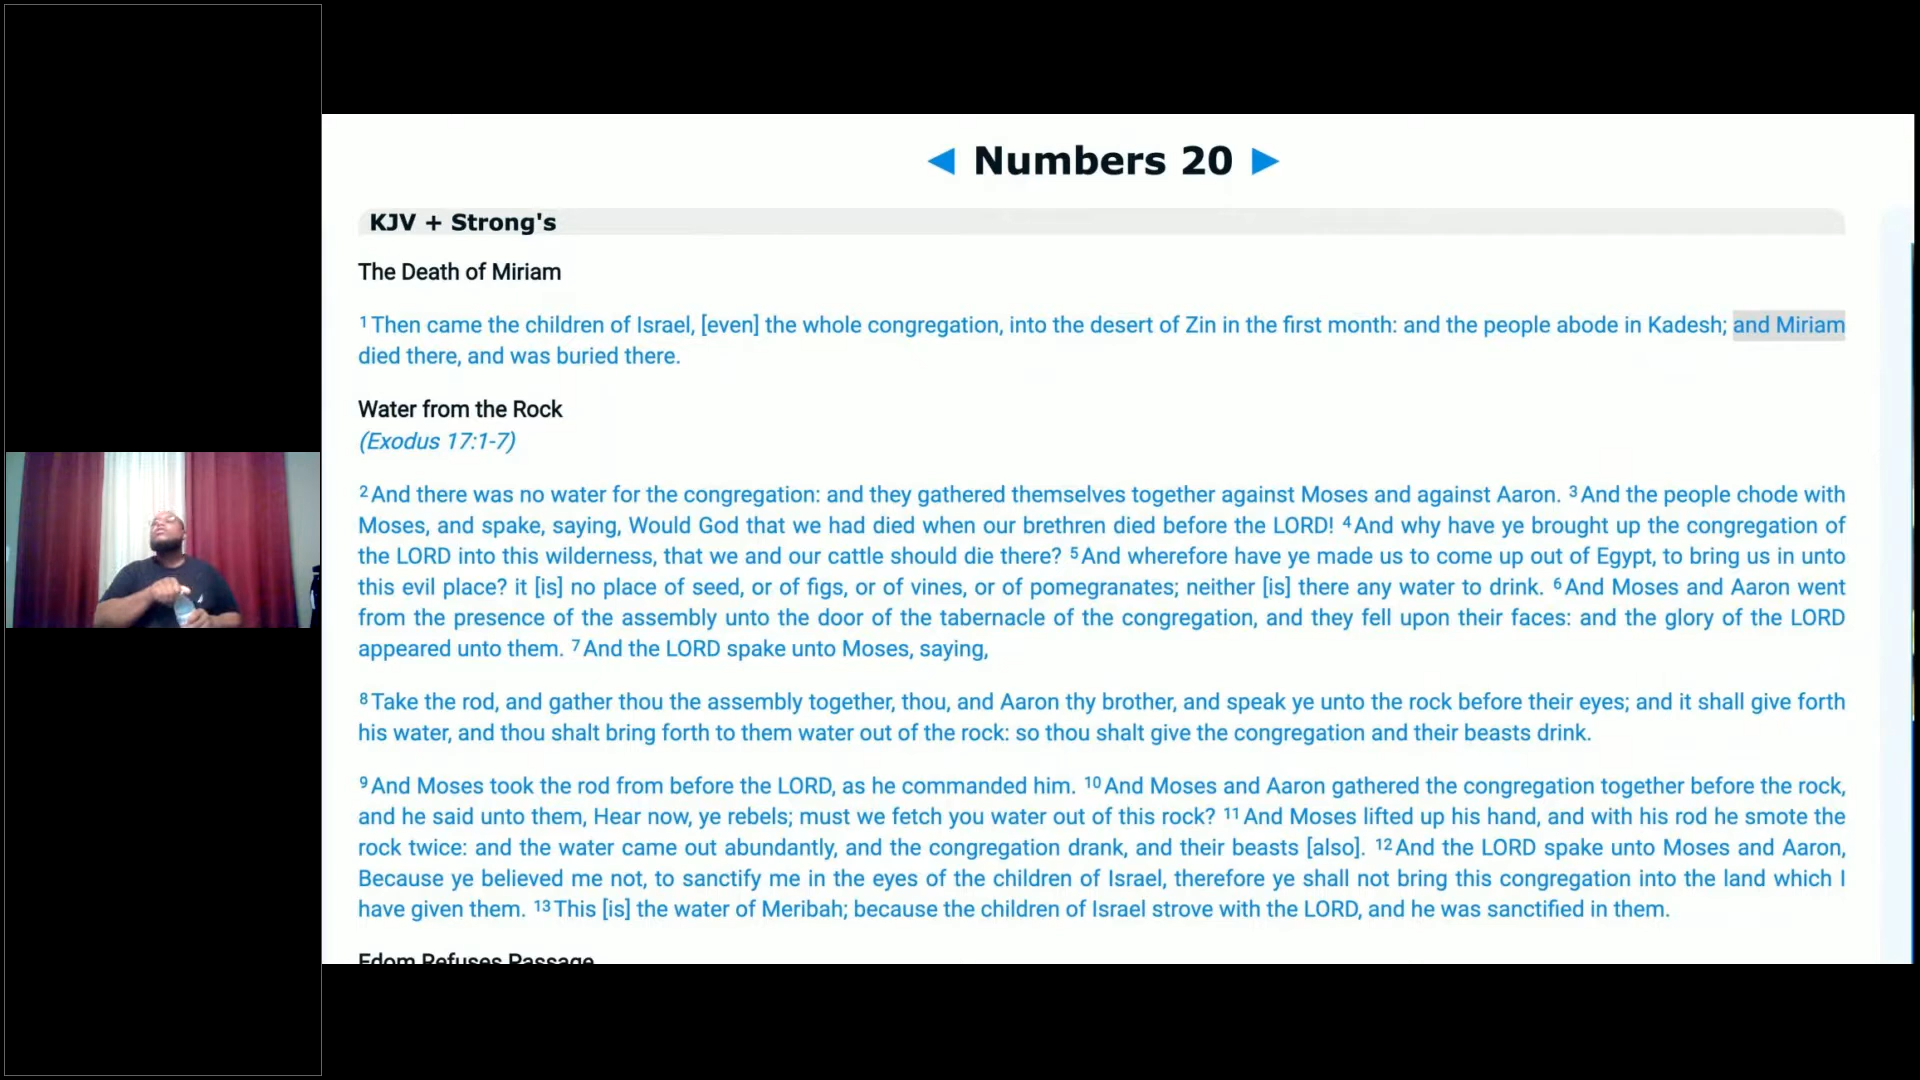 ◀ Numbers 20 ▶
KJV + Strong's
The Death of Miriam
1 Then came the children of Israel, [even] the whole congregation, into the desert of Zin in the first month: and the people abode in Kadesh; and Miriam
died there, and was buried there.
Water from the Rock
(Exodus 17:1-7)
2 And there was no water for the congregation: and they gathered themselves together against Moses and against Aaron. 3 And the people chode with
Moses, and spake, saying, Would God that we had died when our brethren died before the LORD! 4 And why have ye brought up the congregation of
the LORD into this wilderness, that we and our cattle should die there? 5 And wherefore have ye made us to come up out of Egypt, to bring us in unto
this evil place? it [is] no place of seed, or of figs, or of vines, or of pomegranates; neither [is] there any water to drink. 6 And Moses and Aaron went
from the presence of the assembly unto the door of the tabernacle of the congregation, and they fell upon their faces: and the glory of the LORD
appeared unto them. 7 And the LORD spake unto Moses, saying,
8 Take the rod, and gather thou the assembly together, thou, and Aaron thy brother, and speak ye unto the rock before their eyes; and it shall give forth
his water, and thou shalt bring forth to them water out of the rock: so thou shalt give the congregation and their beasts drink.
9 And Moses took the rod from before the LORD, as he commanded him. 10 And Moses and Aaron gathered the congregation together before the rock,
and he said unto them, Hear now, ye rebels; must we fetch you water out of this rock? 11 And Moses lifted up his hand, and with his rod he smote the
rock twice: and the water came out abundantly, and the congregation drank, and their beasts [also]. 12 And the LORD spake unto Moses and Aaron,
Because ye believed me not, to sanctify me in the eyes of the children of Israel, therefore ye shall not bring this congregation into the land which I
have given them. 13 This [is] the water of Meribah; because the children of Israel strove with the LORD, and he was sanctified in them.
Edom Refuses Passage